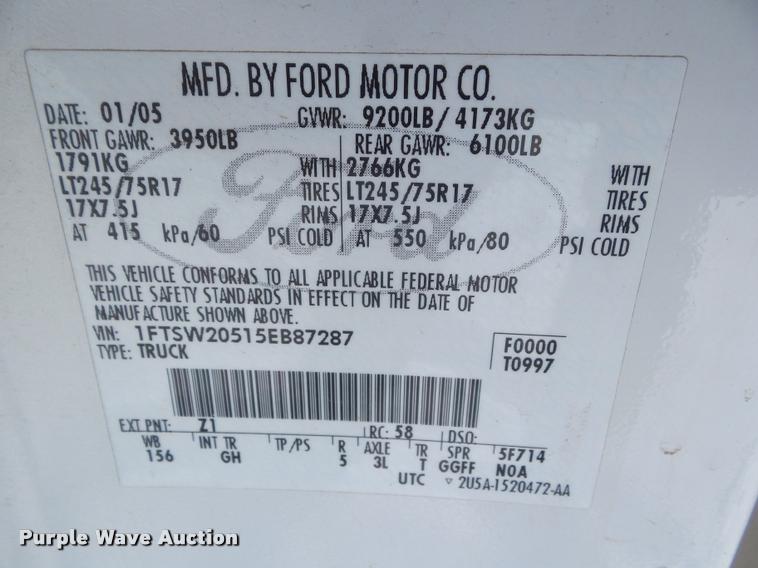 MFD. BY FORD MOTOR CO.
DATE: 01/05 GVWR: 9200LB/ 4173KG
FRONT GAWR: 3950LB REAR GAWR: 6100LB
1791KG WITH 2766KG WITH
LT245/75R17 TIRES LT245/75R17 TIRES
17X7.5J RIMS 17X7.5J RIMS
AT 415 kPa/60 PSI COLD AT 550 kPa/80 PSI COLD
Ford
THIS VEHICLE CONFORMS TO ALL APPLICABLE FEDERAL MOTOR
VEHICLE SAFETY STANDARDS IN EFFECT ON THE DATE OF
MANUFACTURE SHOWN ABOVE.
VIN: 1FTSW20515EB87287 F0000
TYPE: TRUCK T0997
EXT PNT: Z1 RC: 58 DSO:
WB INT TR TP/PS R AXLE TR SPR 5F714
156 GH 5 3L T GGFF N0A
UTC ▽ 2U5A-1520472-AA
Purple Wave Auction